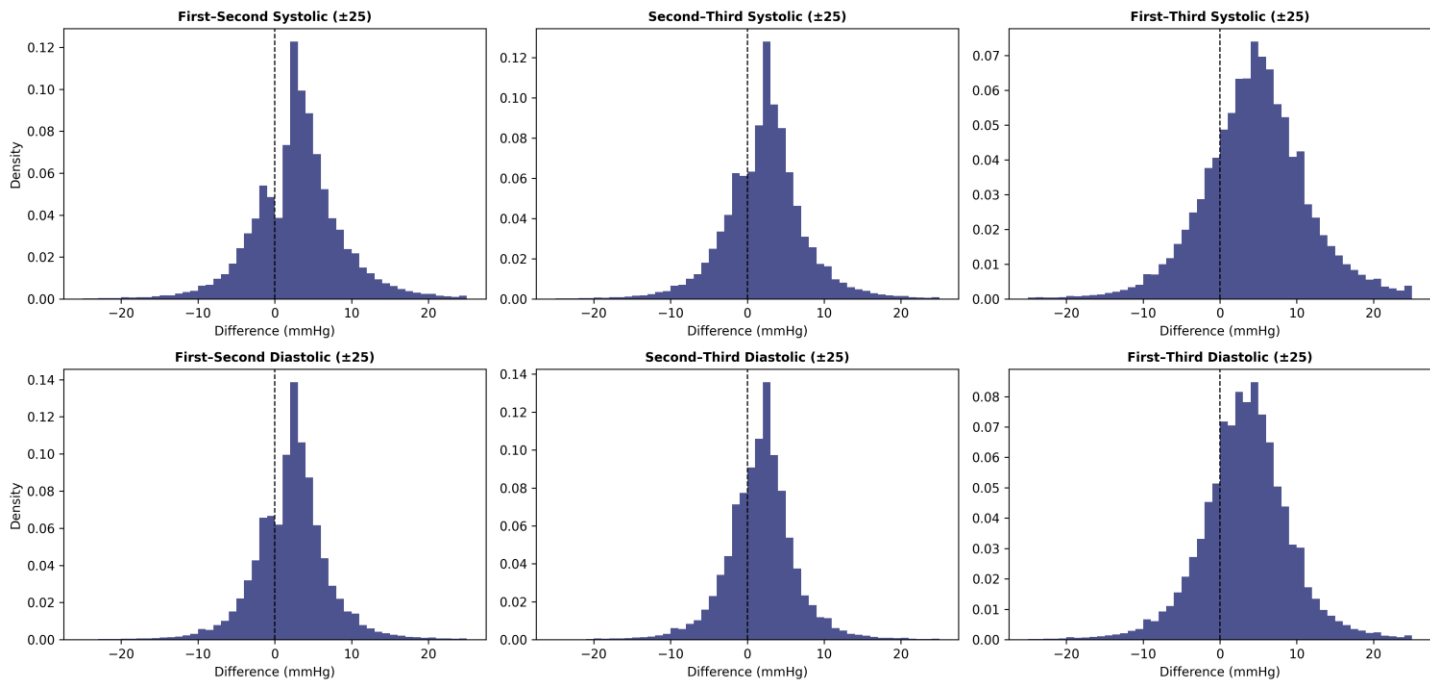 First–Second Systolic (±25)
Second–Third Systolic (±25)
First–Third Systolic (±25)
0.12
0.10
0.08
0.06
0.04
0.02
0.00
Density
−20 −10 0 10 20
Difference (mmHg)
0.12
0.10
0.08
0.06
0.04
0.02
0.00
−20 −10 0 10 20
Difference (mmHg)
0.07
0.06
0.05
0.04
0.03
0.02
0.01
0.00
−20 −10 0 10 20
Difference (mmHg)
First–Second Diastolic (±25)
Second–Third Diastolic (±25)
First–Third Diastolic (±25)
0.14
0.12
0.10
0.08
0.06
0.04
0.02
0.00
Density
−20 −10 0 10 20
Difference (mmHg)
0.14
0.12
0.10
0.08
0.06
0.04
0.02
0.00
−20 −10 0 10 20
Difference (mmHg)
0.08
0.07
0.06
0.05
0.04
0.03
0.02
0.01
0.00
−20 −10 0 10 20
Difference (mmHg)